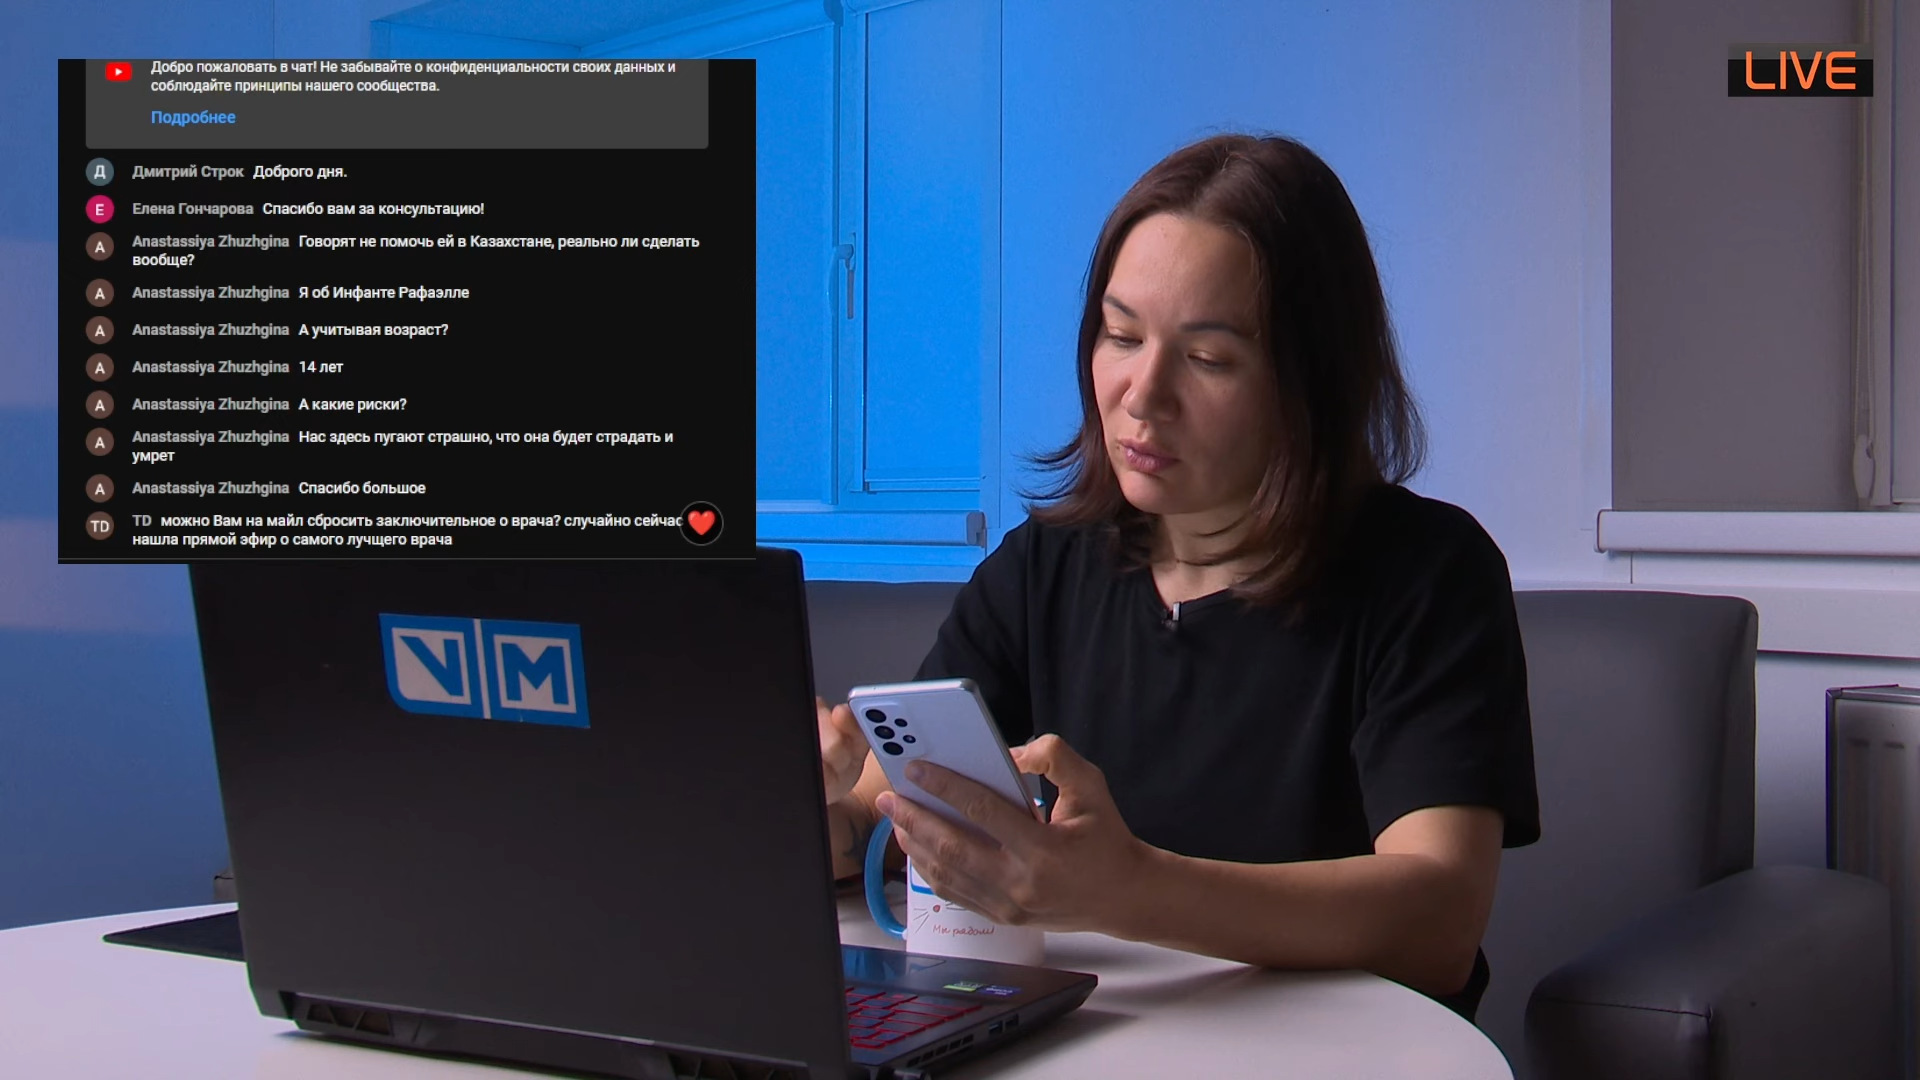 Добро пожаловать в чат! Не забывайте о конфиденциальности своих данных и
соблюдайте принципы нашего сообщества.
Подробнее
Д Дмитрий Строк Доброго дня.
Е Елена Гончарова Спасибо вам за консультацию!
A Anastassiya Zhuzhgina Говорят не помочь ей в Казахстане, реально ли сделать
вообще?
A Anastassiya Zhuzhgina Я об Инфанте Рафаэлле
A Anastassiya Zhuzhgina А учитывая возраст?
A Anastassiya Zhuzhgina 14 лет
A Anastassiya Zhuzhgina А какие риски?
A Anastassiya Zhuzhgina Нас здесь пугают страшно, что она будет страдать и
умрет
A Anastassiya Zhuzhgina Спасибо большое
TD TD можно Вам на майл сбросить заключительное о врача? случайно сейчас
нашла прямой эфир о самого лучщего врача
LIVE
VM
Ми радолі